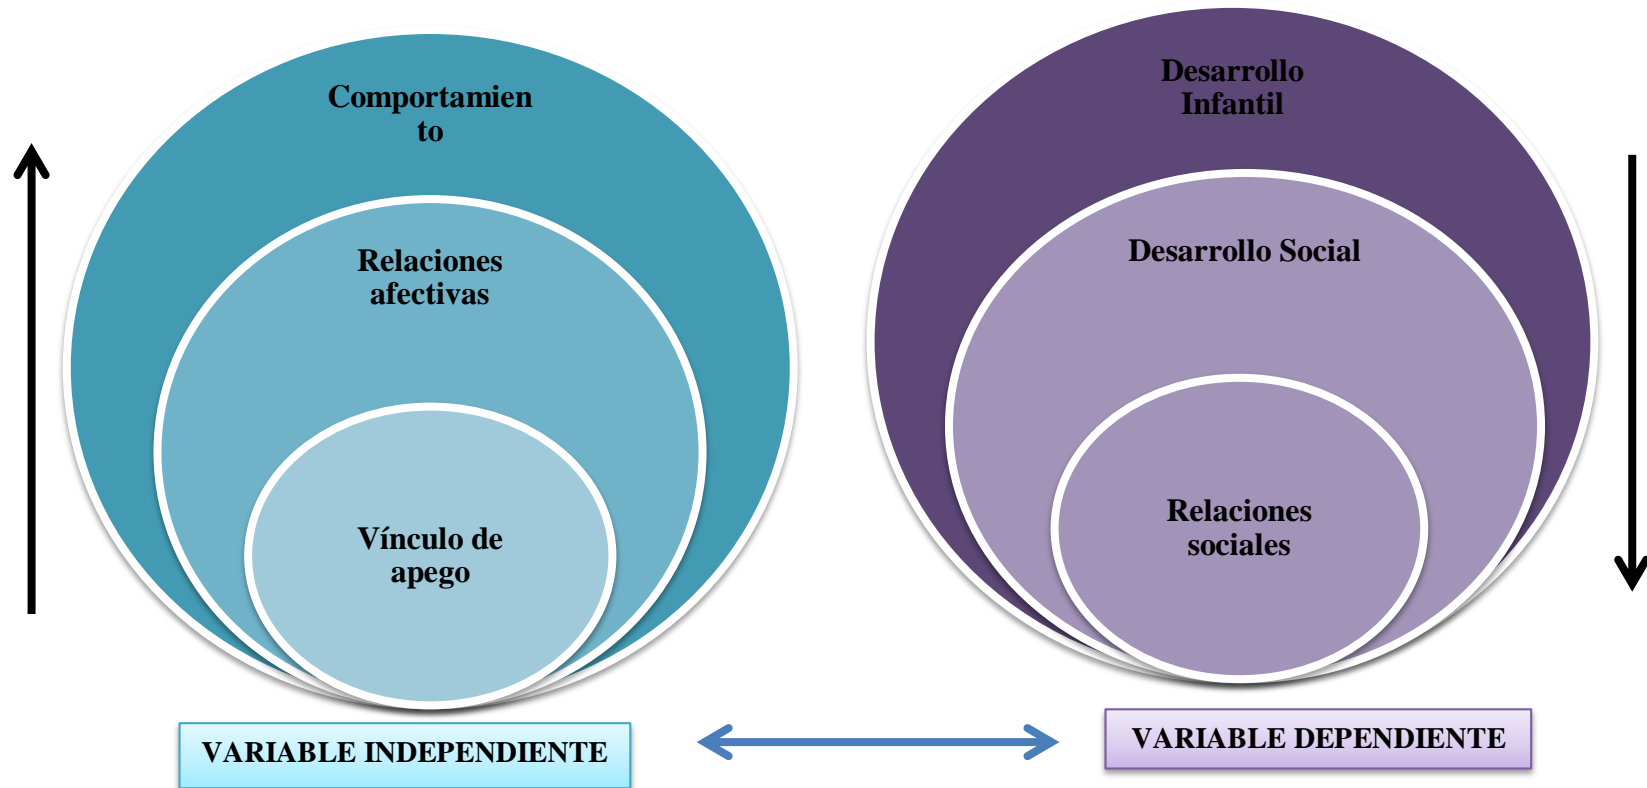 Comportamien
to
Relaciones
afectivas
Vínculo de
apego
VARIABLE INDEPENDIENTE
Desarrollo
Infantil
Desarrollo Social
Relaciones
sociales
VARIABLE DEPENDIENTE